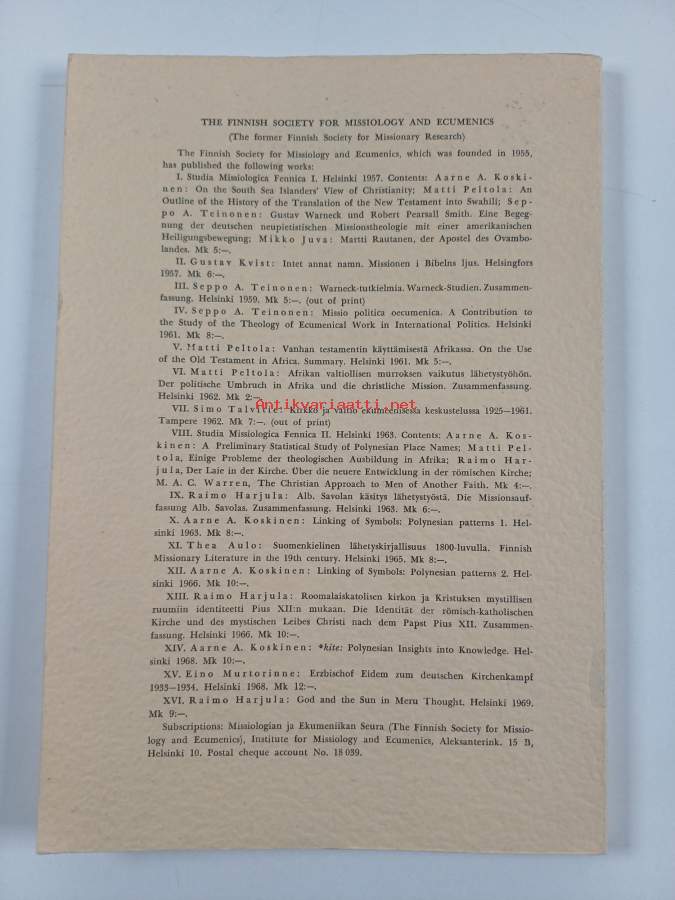 THE FINNISH SOCIETY FOR MISSIOLOGY AND ECUMENICS
(The former Finnish Society for Missionary Research)
The Finnish Society for Missiology and Ecumenics, which was founded in 1955,
has published the following works:
I. Studia Missiologica Fennica I. Helsinki 1957. Contents: Aarne A. Koski-
nen: On the South Sea Islanders' View of Christianity; Matti Peltola: An
Outline of the History of the Translation of the New Testament into Swahili; Sep-
po A. Teinonen: Gustav Warneck und Robert Pearsall Smith. Eine Begeg-
nung der deutschen neupietistischen Missionstheologie mit einer amerikanischen
Heiligungsbewegung; Mikko Juva: Martti Rautanen, der Apostel des Ovambo-
landes. Mk 5:—.
II. Gustav Kvist: Intet annat namn. Missionen i Bibelns ljus. Helsingfors
1957. Mk 6:—.
III. Seppo A. Teinonen: Warneck-tutkielmia. Warneck-Studien. Zusammen-
fassung. Helsinki 1959. Mk 5:—. (out of print)
IV. Seppo A. Teinonen: Missio politica oecumenica. A Contribution to
the Study of the Theology of Ecumenical Work in International Politics. Helsinki
1961. Mk 8:—.
V. Matti Peltola: Vanhan testamentin käyttämisestä Afrikassa. On the Use
of the Old Testament in Africa. Summary. Helsinki 1961. Mk 5:—.
VI. Matti Peltola: Afrikan valtiollisen murroksen vaikutus lähetystyöhön.
Der politische Umbruch in Afrika und die christliche Mission. Zusammenfassung.
Helsinki 1962. Mk 2:—.
Antikvariaatti.net
VII. Simo Talvitie: Kirkko ja valtio ekumeenisessa keskustelussa 1925—1961.
Tampere 1962. Mk 7:—. (out of print)
VIII. Studia Missiologica Fennica II. Helsinki 1963. Contents: Aarne A. Kos-
kinen: A Preliminary Statistical Study of Polynesian Place Names; Matti Pel-
tola, Einige Probleme der theologischen Ausbildung in Afrika; Raimo Har-
jula, Der Laie in der Kirche. Über die neuere Entwicklung in der römischen Kirche;
M. A. C. Warren, The Christian Approach to Men of Another Faith. Mk 4:—.
IX. Raimo Harjula: Alb. Savolan käsitys lähetystyöstä. Die Missionsauf-
fassung Alb. Savolas. Zusammenfassung. Helsinki 1963. Mk 6:—.
X. Aarne A. Koskinen: Linking of Symbols: Polynesian patterns 1. Hel-
sinki 1963. Mk 8:—.
XI. Thea Aulo: Suomenkielinen lähetyskirjallisuus 1800-luvulla. Finnish
Missionary Literature in the 19th century. Helsinki 1965. Mk 8:—.
XII. Aarne A. Koskinen: Linking of Symbols: Polynesian patterns 2. Hel-
sinki 1966. Mk 10:—.
XIII. Raimo Harjula: Roomalaiskatolisen kirkon ja Kristuksen mystillisen
ruumiin identiteetti Pius XII:n mukaan. Die Identität der römisch-katholischen
Kirche und des mystischen Leibes Christi nach dem Papst Pius XII. Zusammen-
fassung. Helsinki 1966. Mk 10:—.
XIV. Aarne A. Koskinen: *kite: Polynesian Insights into Knowledge. Hel-
sinki 1968. Mk 10:—.
XV. Eino Murtorinne: Erzbischof Eidem zum deutschen Kirchenkampf
1933—1934. Helsinki 1968. Mk 12:—.
XVI. Raimo Harjula: God and the Sun in Meru Thought. Helsinki 1969.
Mk 9:—.
Subscriptions: Missiologian ja Ekumeniikan Seura (The Finnish Society for Missio-
logy and Ecumenics), Institute for Missiology and Ecumenics, Aleksanterink. 15 B,
Helsinki 10. Postal cheque account No. 18 039.